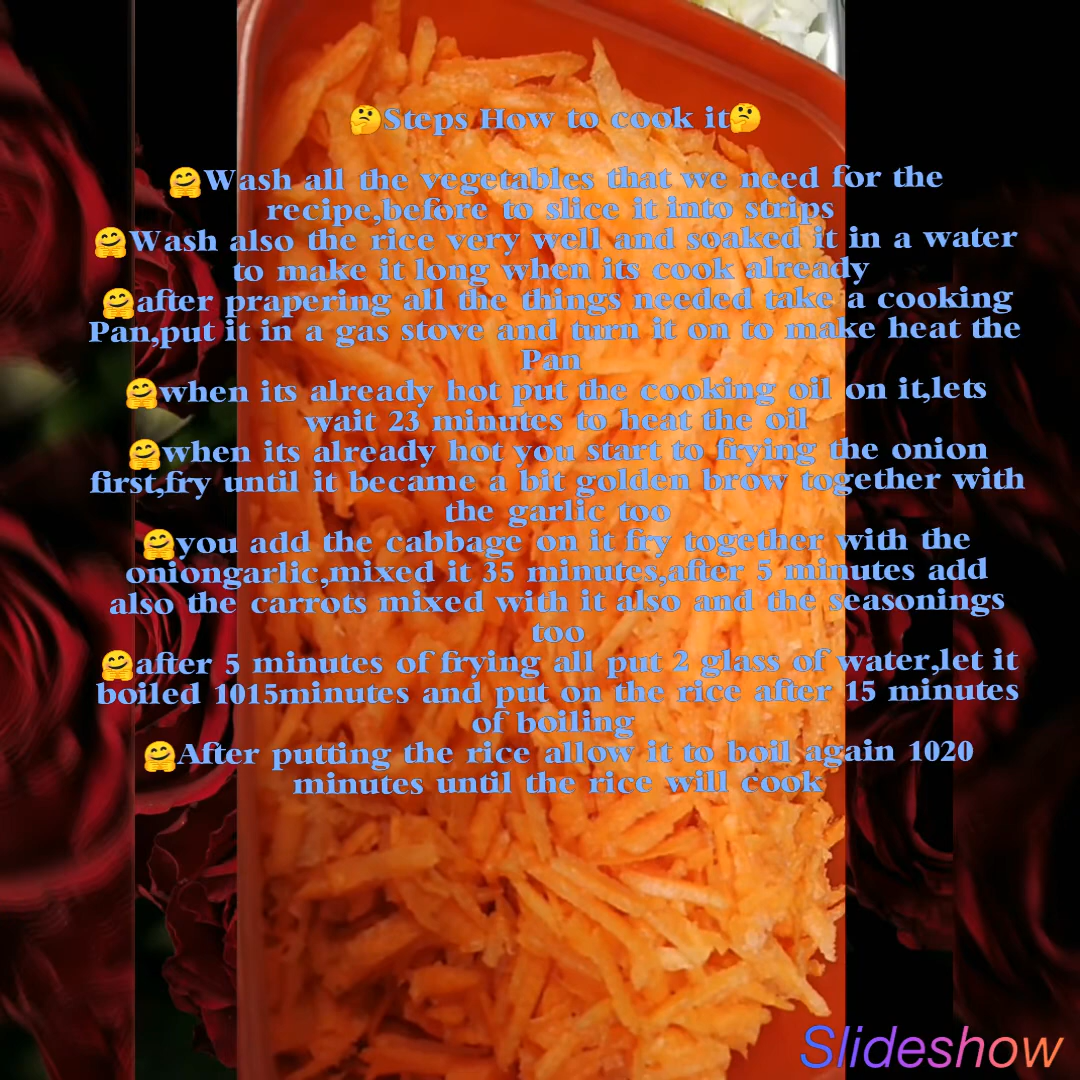 🤔Steps How to cook it🤔
🤗Wash all the vegetables that we need for the
recipe,before to slice it into strips
🤗Wash also the rice very well and soaked it in a water
to make it long when its cook already
🤗after prapering all the things needed take a cooking
Pan,put it in a gas stove and turn it on to make heat the
Pan
🤗when its already hot put the cooking oil on it,lets
wait 23 minutes to heat the oil
🤗when its already hot you start to frying the onion
first,fry until it became a bit golden brow together with
the garlic too
🤗you add the cabbage on it fry together with the
oniongarlic,mixed it 35 minutes,after 5 minutes add
also the carrots mixed with it also and the seasonings
too
🤗after 5 minutes of frying all put 2 glass of water,let it
boiled 1015minutes and put on the rice after 15 minutes
of boiling
🤗After putting the rice allow it to boil again 1020
minutes until the rice will cook
Slideshow